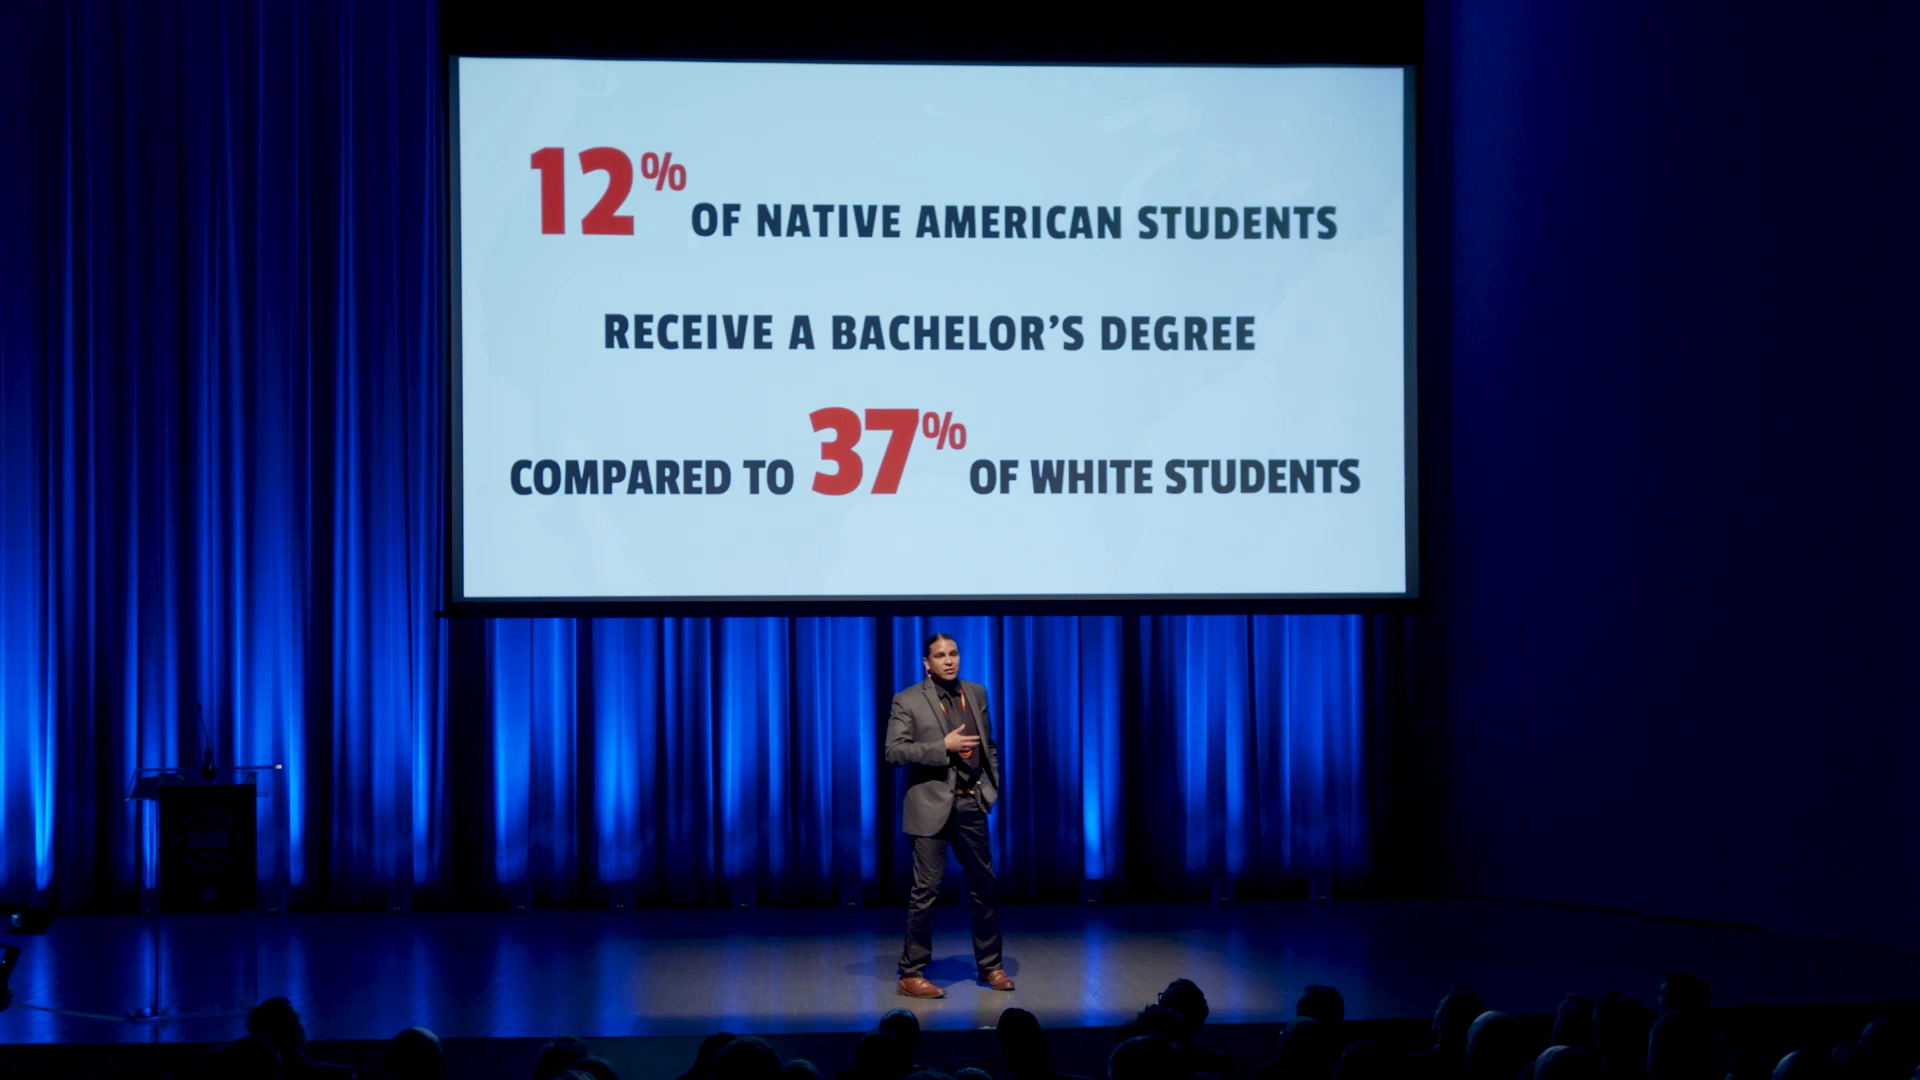 12% OF NATIVE AMERICAN STUDENTS
RECEIVE A BACHELOR’S DEGREE
COMPARED TO 37% OF WHITE STUDENTS